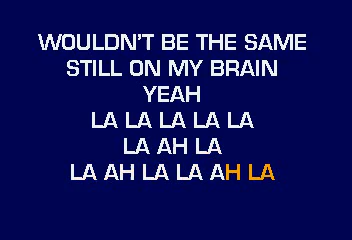 WOULDN'T BE THE SAME
STILL ON MY BRAIN
YEAH
LA LA LA LA LA
LA AH LA
LA AH LA LA AH LA